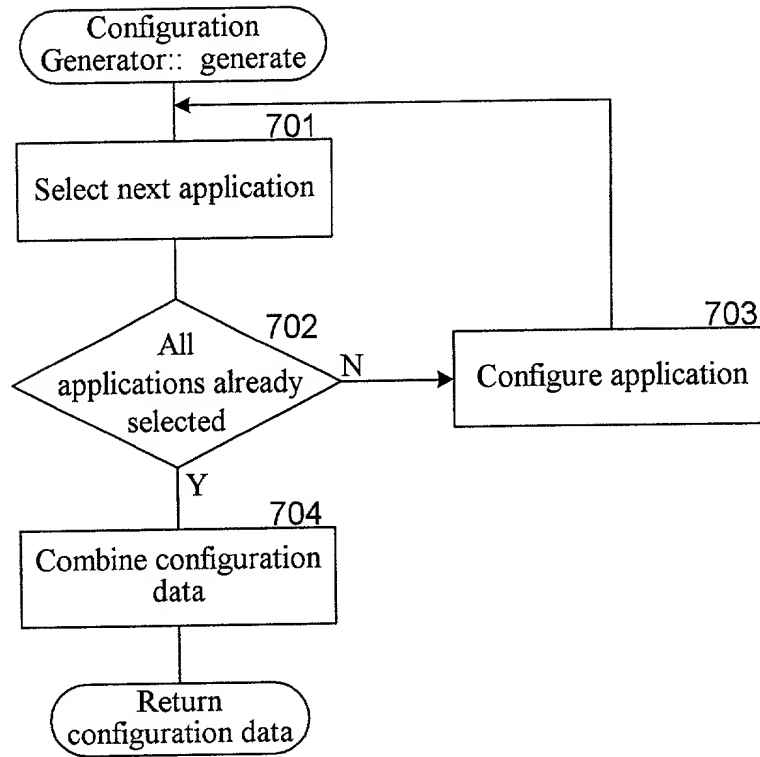 Configuration
Generator:: generate
701
Select next application
702
All
applications already
selected
N
703
Configure application
Y
704
Combine configuration
data
Return
configuration data